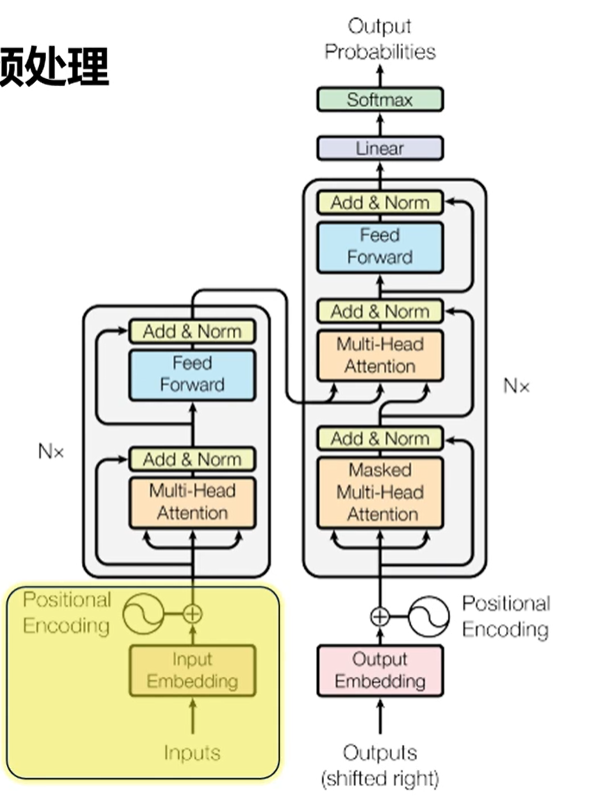 预处理
Output
Probabilities
Softmax
Linear
Add & Norm
Feed
Forward
Add & Norm
Multi-Head
Attention
Nx
Add & Norm
Masked
Multi-Head
Attention
Positional
Encoding
Output
Embedding
Outputs
(shifted right)
Add & Norm
Feed
Forward
Nx
Add & Norm
Multi-Head
Attention
Positional
Encoding
Input
Embedding
Inputs